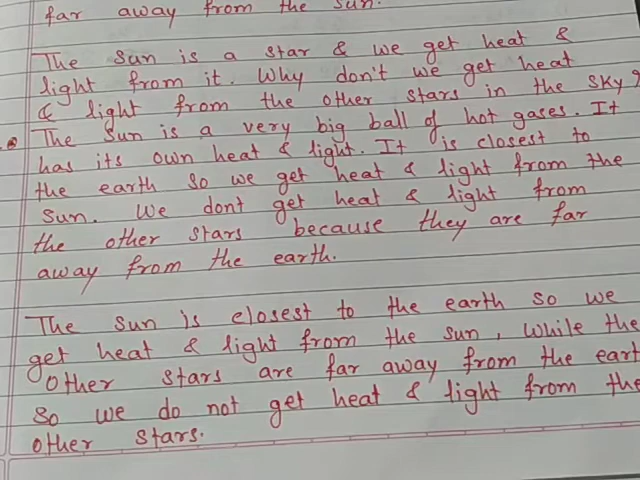 far away from the sun.
The sun is a star & we get heat &
light from it. Why don't we get heat
& light from the other stars in the sky?
The Sun is a very big ball of hot gases. It
has its own heat & light. It is closest to
the earth so we get heat & light from the
sun. We dont get heat & light from
the other stars because they are far
away from the earth.
The sun is closest to the earth so we
get heat & light from the sun, while the
other stars are far away from the eart
so we do not get heat & light from the
other stars.